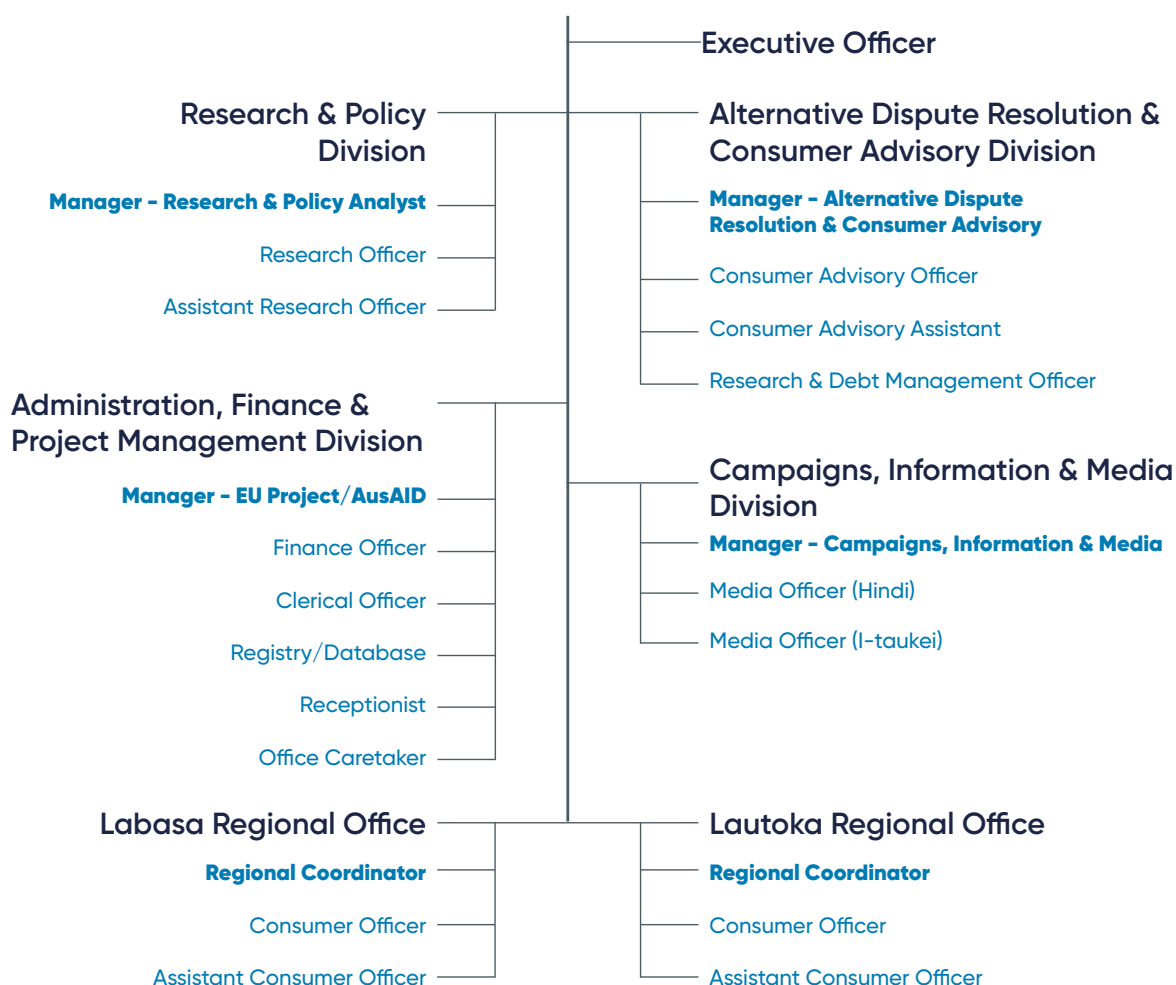 Executive Officer
Research & Policy
Division
Manager - Research & Policy Analyst
Research Officer
Assistant Research Officer
Alternative Dispute Resolution &
Consumer Advisory Division
Manager - Alternative Dispute
Resolution & Consumer Advisory
Consumer Advisory Officer
Consumer Advisory Assistant
Research & Debt Management Officer
Administration, Finance &
Project Management Division
Manager - EU Project/AusAID
Finance Officer
Clerical Officer
Registry/Database
Receptionist
Office Caretaker
Campaigns, Information & Media
Division
Manager - Campaigns, Information & Media
Media Officer (Hindi)
Media Officer (I-taukei)
Labasa Regional Office
Regional Coordinator
Consumer Officer
Assistant Consumer Officer
Lautoka Regional Office
Regional Coordinator
Consumer Officer
Assistant Consumer Officer